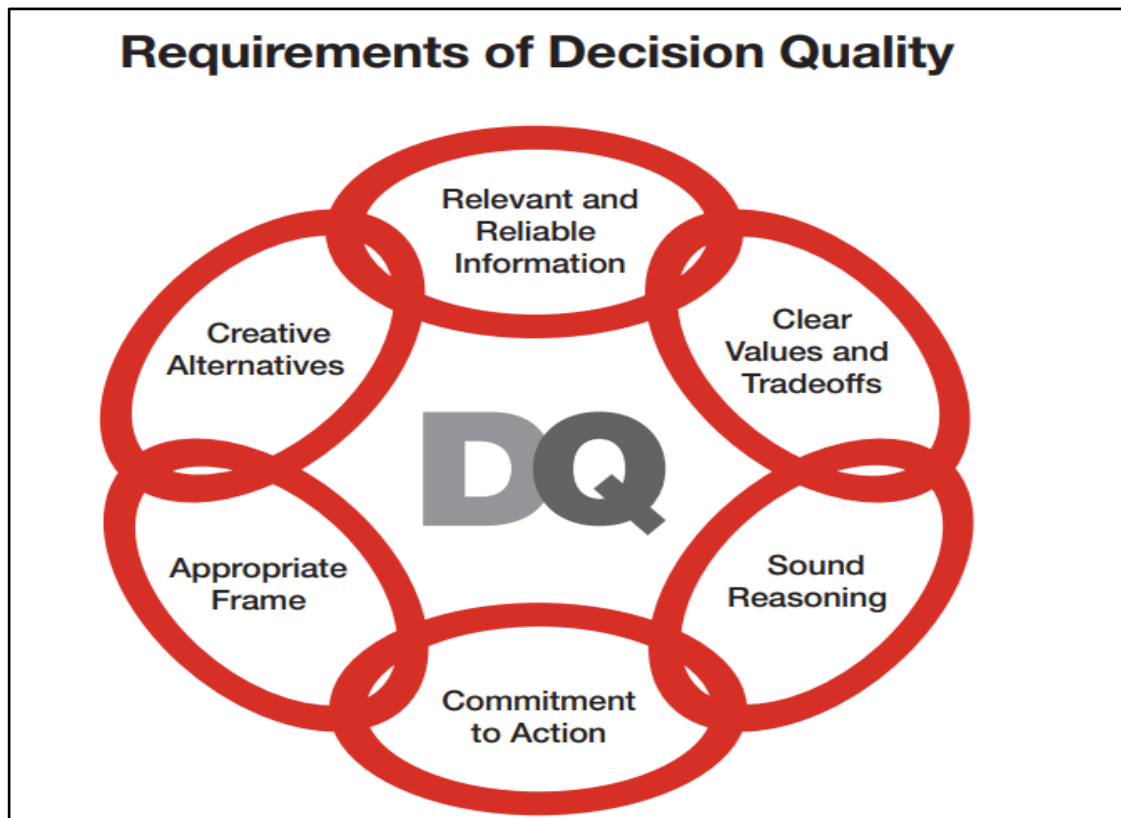 Requirements of Decision Quality
Relevant and
Reliable
Information
Clear
Values and
Tradeoffs
Sound
Reasoning
Commitment
to Action
Appropriate
Frame
Creative
Alternatives
DQ